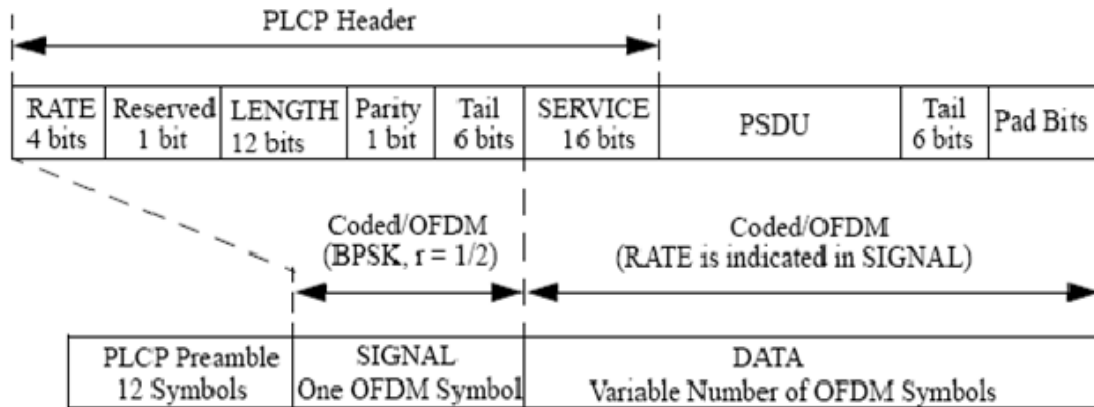 PLCP Header
RATE Reserved LENGTH Parity Tail SERVICE PSDU Tail Pad Bits
4 bits 1 bit 12 bits 1 bit 6 bits 16 bits 6 bits
Coded/OFDM Coded/OFDM
(BPSK, r = 1/2) (RATE is indicated in SIGNAL)
PLCP Preamble SIGNAL DATA
12 Symbols One OFDM Symbol Variable Number of OFDM Symbols